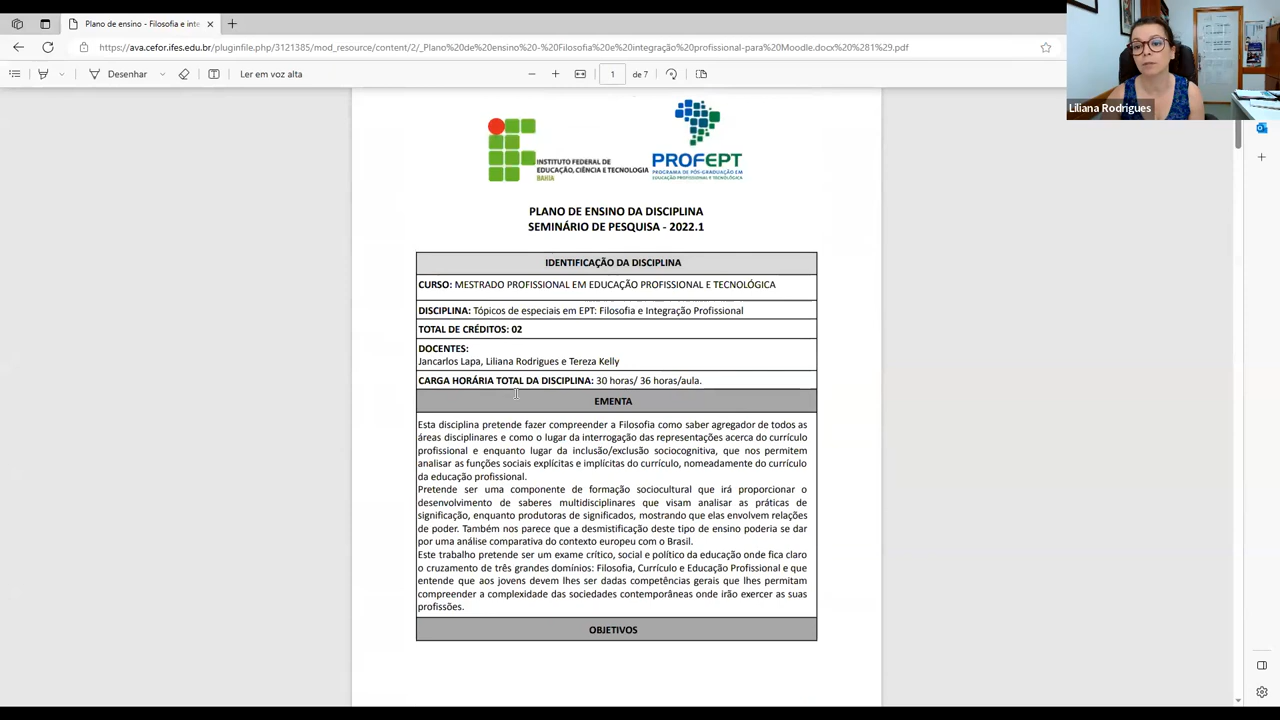 Plano de ensino - Filosofia e inte
https://ava.cefor.ifes.edu.br/pluginfile.php/3121385/mod_resource/content/2/_Plano%20de%20ensino%20-%20Filosofia%20e%20integração%20profissional-para%20Moodle.docx%20%281%29.pdf
Desenhar
Ler em voz alta
1 de 7
Liliana Rodrigues
INSTITUTO FEDERAL DE
EDUCAÇÃO, CIÊNCIA E TECNOLOGIA
BAHIA
PROFEPT
PROGRAMA DE PÓS-GRADUAÇÃO EM
EDUCAÇÃO PROFISSIONAL E TECNOLÓGICA
PLANO DE ENSINO DA DISCIPLINA
SEMINÁRIO DE PESQUISA - 2022.1
IDENTIFICAÇÃO DA DISCIPLINA
CURSO: MESTRADO PROFISSIONAL EM EDUCAÇÃO PROFISSIONAL E TECNOLÓGICA
DISCIPLINA: Tópicos de especiais em EPT: Filosofia e Integração Profissional
TOTAL DE CRÉDITOS: 02
DOCENTES:
Jancarlos Lapa, Liliana Rodrigues e Tereza Kelly
CARGA HORÁRIA TOTAL DA DISCIPLINA: 30 horas/ 36 horas/aula.
EMENTA
Esta disciplina pretende fazer compreender a Filosofia como saber agregador de todos as
áreas disciplinares e como o lugar da interrogação das representações acerca do currículo
profissional e enquanto lugar da inclusão/exclusão sociocognitiva, que nos permitem
analisar as funções sociais explícitas e implícitas do currículo, nomeadamente do currículo
da educação profissional.
Pretende ser uma componente de formação sociocultural que irá proporcionar o
desenvolvimento de saberes multidisciplinares que visam analisar as práticas de
significação, enquanto produtoras de significados, mostrando que elas envolvem relações
de poder. Também nos parece que a desmistificação deste tipo de ensino poderia se dar
por uma análise comparativa do contexto europeu com o Brasil.
Este trabalho pretende ser um exame crítico, social e político da educação onde fica claro
o cruzamento de três grandes domínios: Filosofia, Currículo e Educação Profissional e que
entende que aos jovens devem lhes ser dadas competências gerais que lhes permitam
compreender a complexidade das sociedades contemporâneas onde irão exercer as suas
profissões.
OBJETIVOS